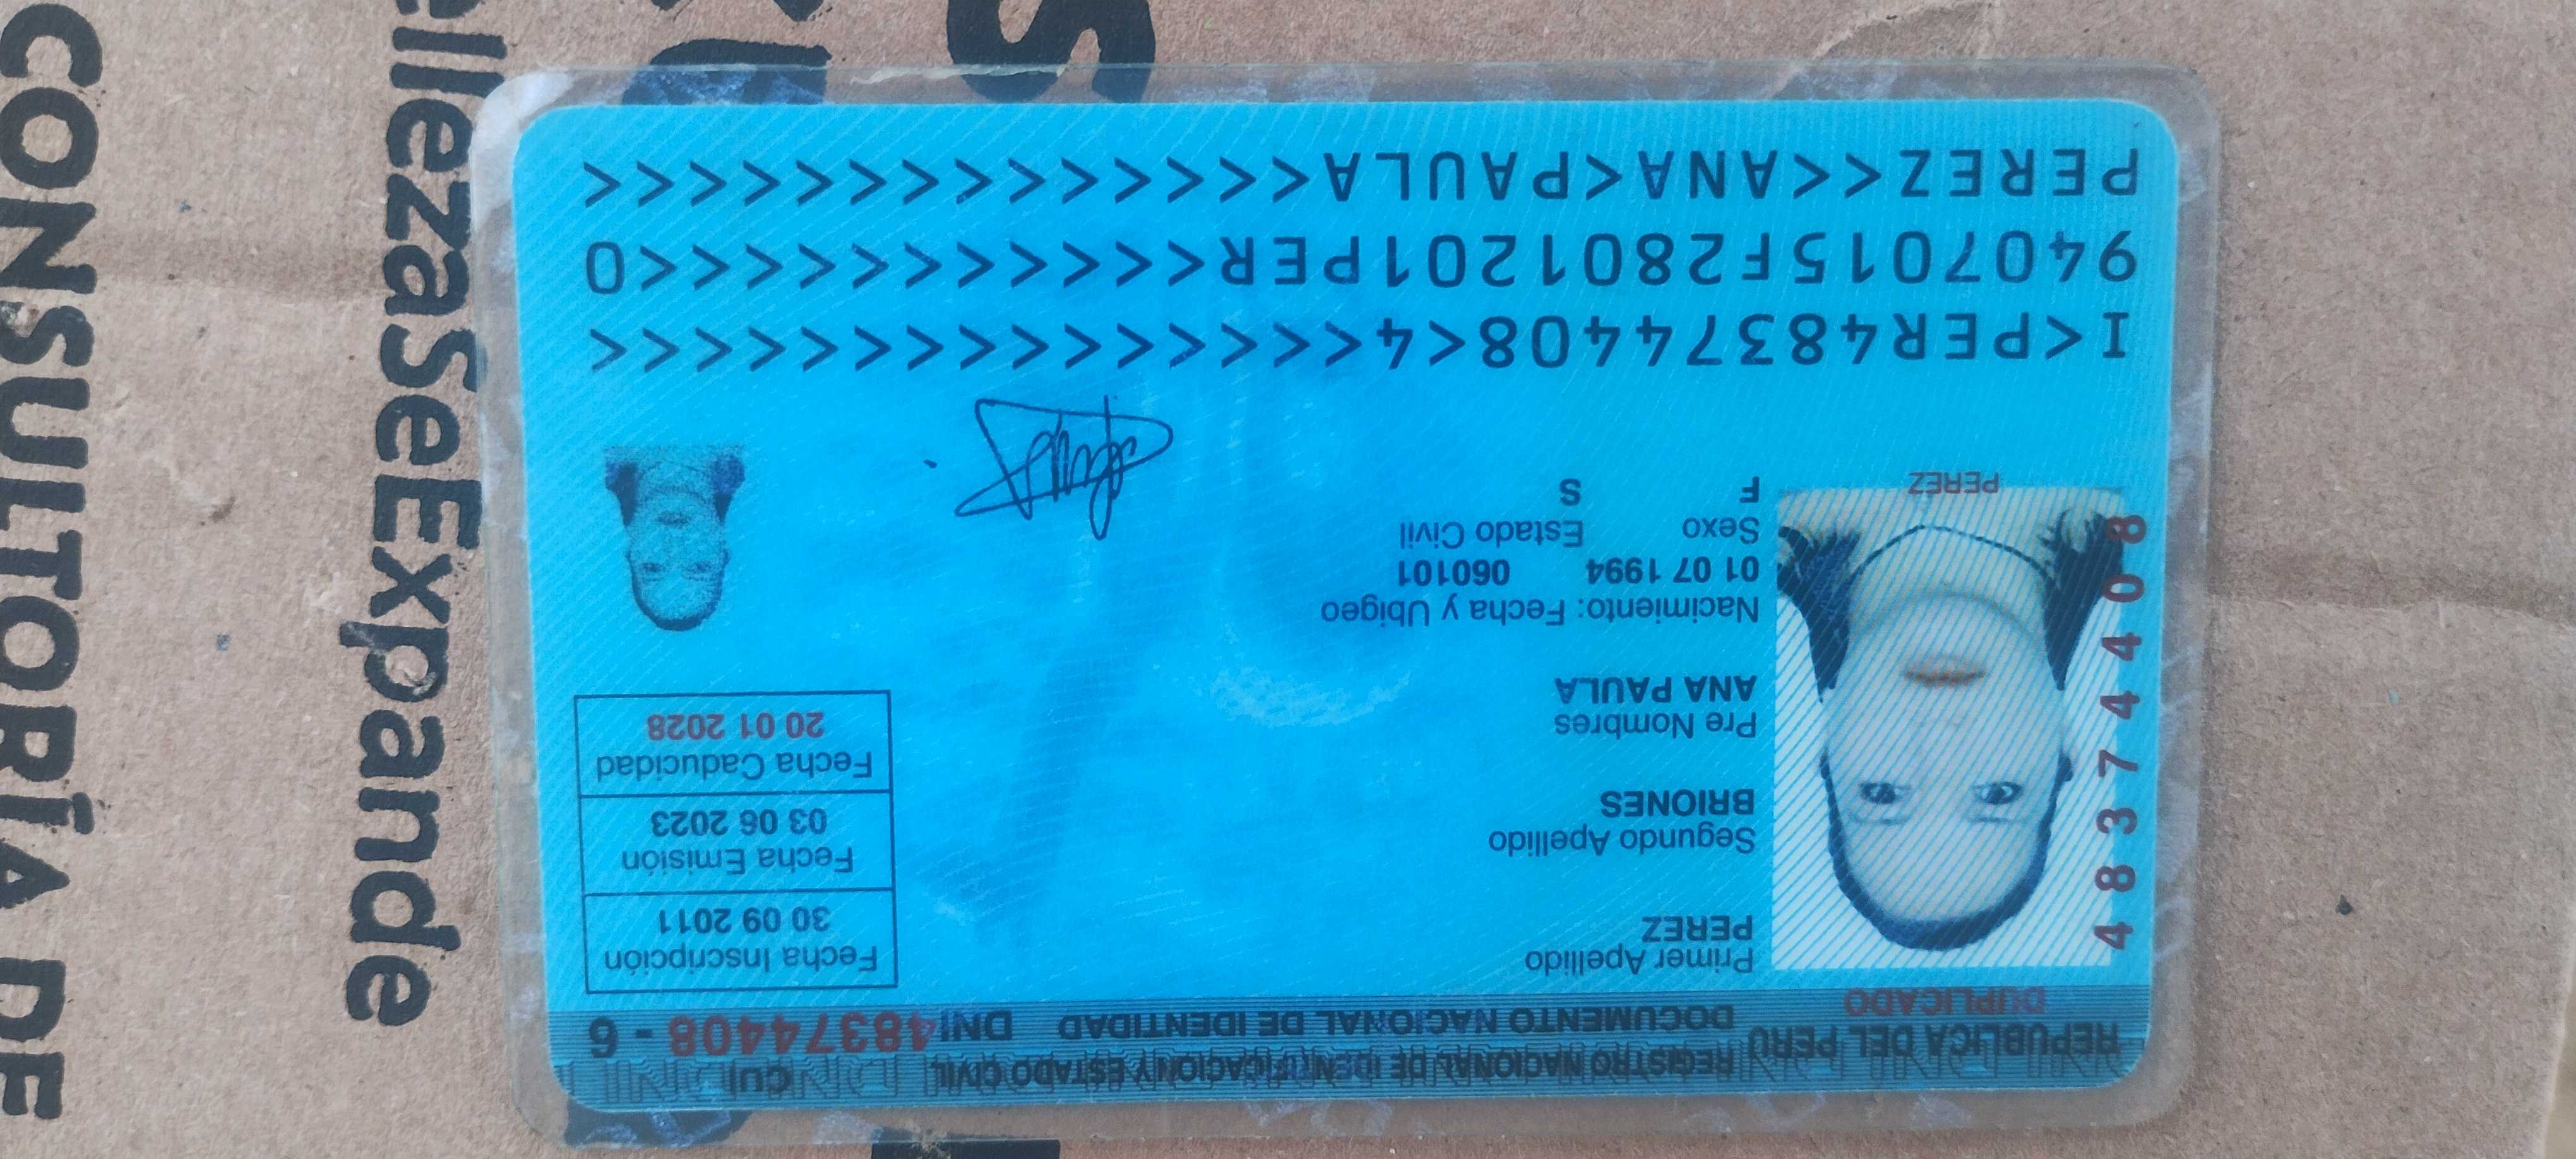 REGISTRO NACIONAL DE IDENTIFICACION Y ESTADO CIVIL
CUI
REPUBLICA DEL PERU
DOCUMENTO NACIONAL DE IDENTIDAD
DNI 48374408 - 6
DUPLICADO
Primer Apellido
PEREZ
Segundo Apellido
BRIONES
Pre Nombres
ANA PAULA
Nacimiento: Fecha y Ubigeo
01 07 1994 060101
Sexo Estado Civil
F S
Fecha Inscripción
30 09 2011
Fecha Emisión
03 06 2023
Fecha Caducidad
20 01 2028
48374408
PEREZ
I<PER48374408<4<<<<<<<<<<<<<<<
9407015F2801201PER<<<<<<<<<<<0
PEREZ<<ANA<PAULA<<<<<<<<<<<<<<
ellezaSeExpande
CONSULTORÍA DE